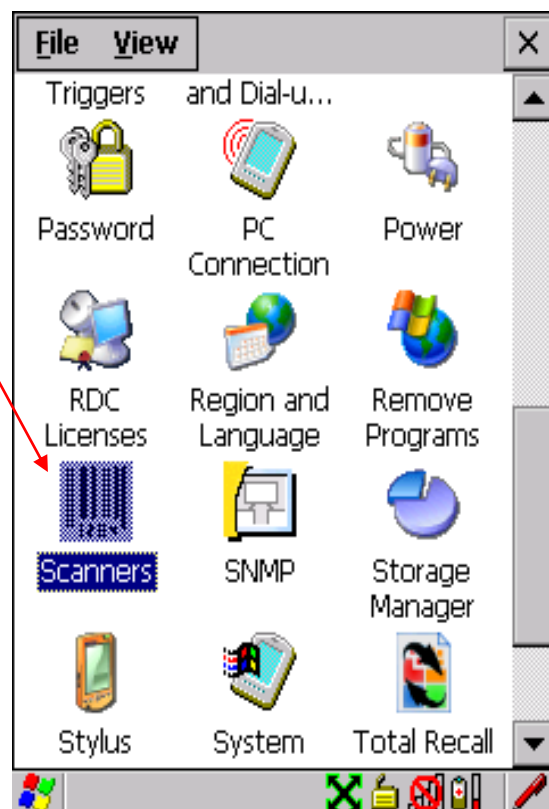 File View
Triggers and Dial-u...
Password PC Connection Power
RDC Licenses Region and Language Remove Programs
Scanners SNMP Storage Manager
Stylus System Total Recall